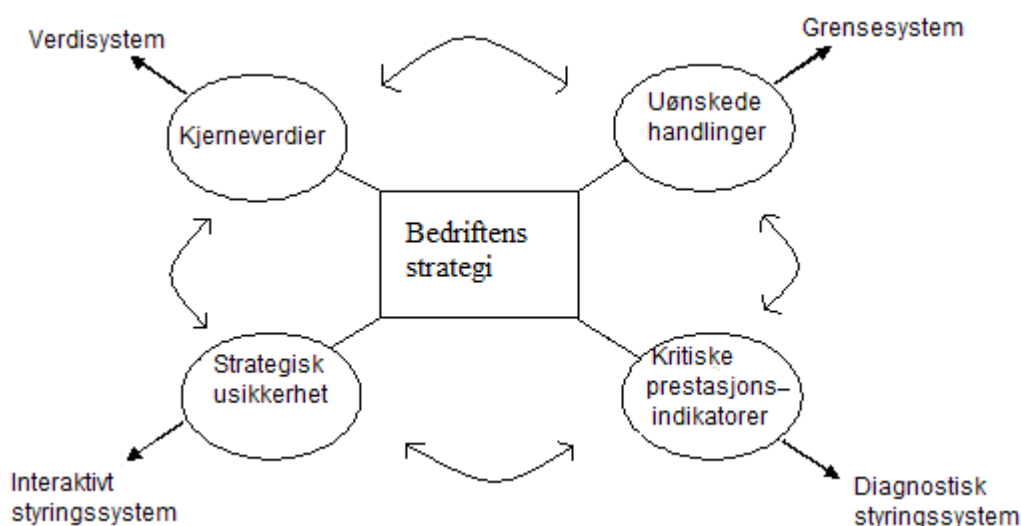 Verdisystem
Grensesystem
Kjerneverdier
Uønskede
handlinger
Bedriftens
strategi
Strategisk
usikkerhet
Kritiske
prestasjons–
indikatorer
Interaktivt
styringssystem
Diagnostisk
styringssystem